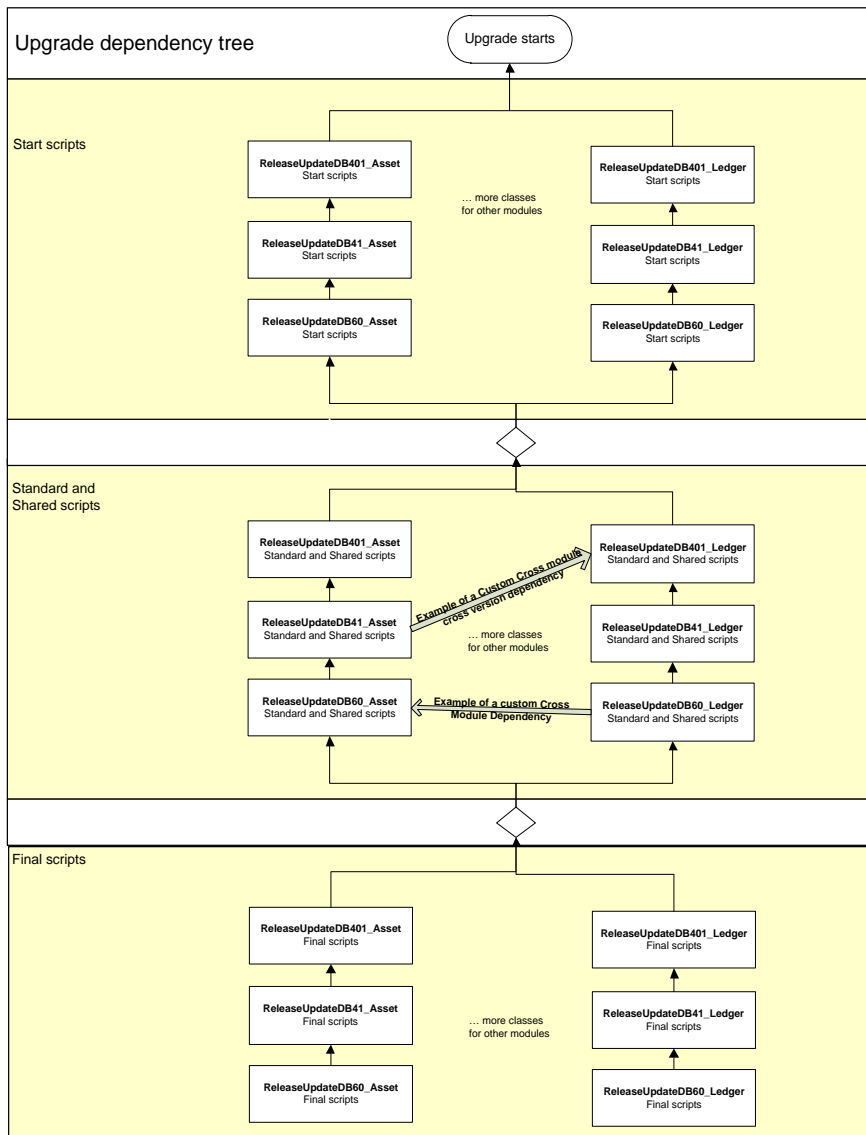 Upgrade dependency tree
Upgrade starts
Start scripts
ReleaseUpdateDB401_Asset
Start scripts
ReleaseUpdateDB401_Ledger
Start scripts
… more classes
for other modules
ReleaseUpdateDB41_Asset
Start scripts
ReleaseUpdateDB41_Ledger
Start scripts
ReleaseUpdateDB60_Asset
Start scripts
ReleaseUpdateDB60_Ledger
Start scripts
Standard and
Shared scripts
ReleaseUpdateDB401_Asset
Standard and Shared scripts
ReleaseUpdateDB401_Ledger
Standard and Shared scripts
Example of a Custom Cross module
cross version dependency
ReleaseUpdateDB41_Asset
Standard and Shared scripts
ReleaseUpdateDB41_Ledger
Standard and Shared scripts
… more classes
for other modules
ReleaseUpdateDB60_Asset
Standard and Shared scripts
Example of a custom Cross
Module Dependency
ReleaseUpdateDB60_Ledger
Standard and Shared scripts
Final scripts
ReleaseUpdateDB401_Asset
Final scripts
ReleaseUpdateDB401_Ledger
Final scripts
ReleaseUpdateDB41_Asset
Final scripts
ReleaseUpdateDB41_Ledger
Final scripts
… more classes
for other modules
ReleaseUpdateDB60_Asset
Final scripts
ReleaseUpdateDB60_Ledger
Final scripts